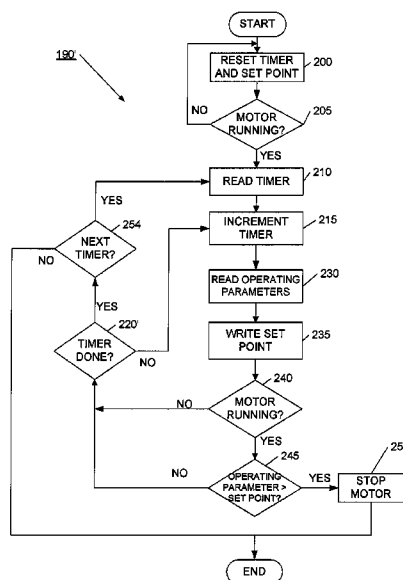 START
190'
RESET TIMER
AND SET POINT
200
NO
MOTOR
RUNNING?
205
YES
READ TIMER
210
YES
254
INCREMENT
TIMER
215
NEXT
TIMER?
NO
READ OPERATING
PARAMETERS
230
YES
220'
WRITE SET
POINT
235
TIMER
DONE?
NO
240
NO
MOTOR
RUNNING?
YES
245
NO
OPERATING
PARAMETER >
SET POINT?
YES
STOP
MOTOR
END